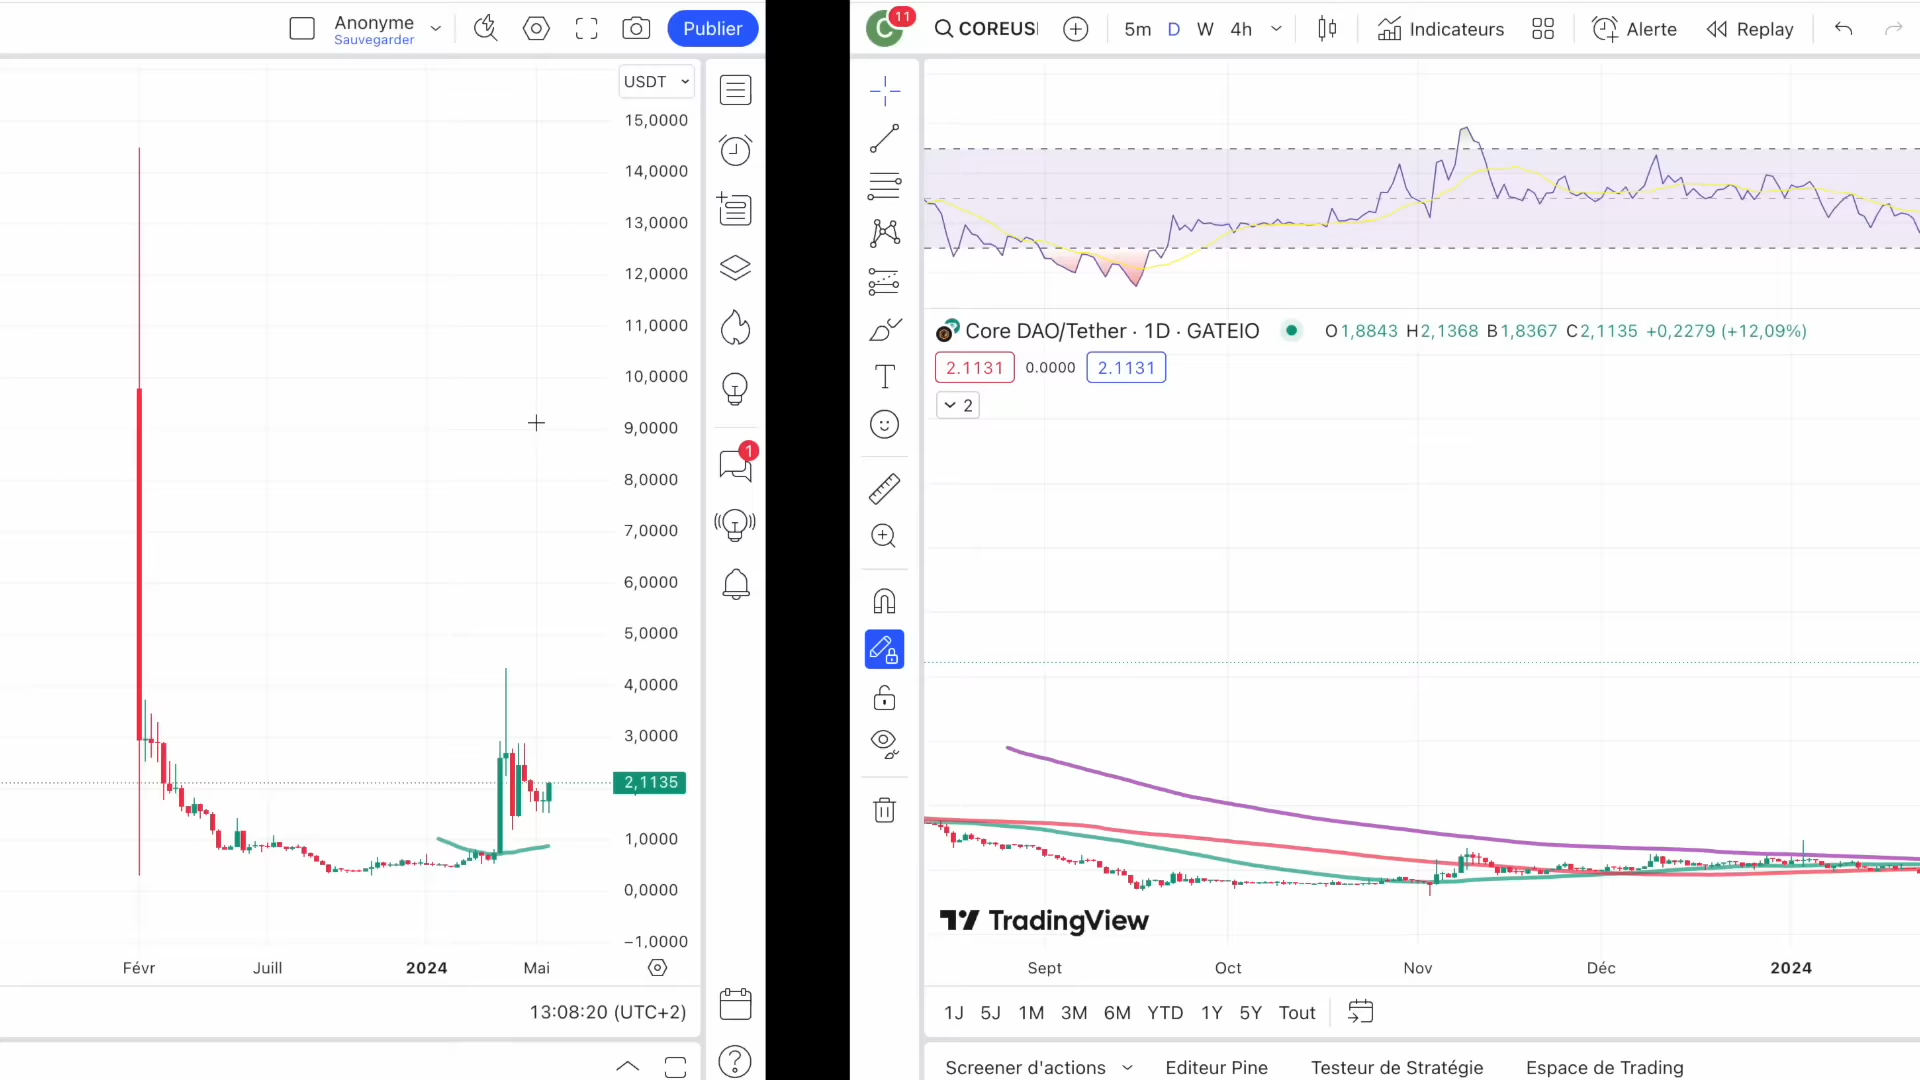 Anonyme
Sauvegarder
Publier
USDT
15,0000
14,0000
13,0000
12,0000
11,0000
10,0000
9,0000
8,0000
7,0000
6,0000
5,0000
4,0000
3,0000
2,1135
1,0000
0,0000
−1,0000
Févr
Juill
2024
Mai
13:08:20 (UTC+2)
1
C
11
COREUS
5m
D
W
4h
Indicateurs
Alerte
Replay
Core DAO/Tether · 1D · GATEIO
O1,8843 H2,1368 B1,8367 C2,1135 +0,2279 (+12,09%)
2.1131
0.0000
2.1131
2
TradingView
Sept
Oct
Nov
Déc
2024
1J
5J
1M
3M
6M
YTD
1Y
5Y
Tout
Screener d'actions
Editeur Pine
Testeur de Stratégie
Espace de Trading